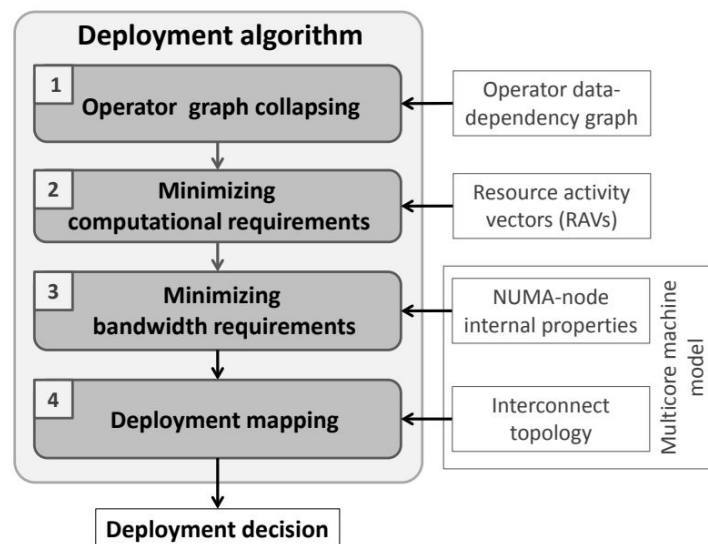 Deployment algorithm
1
Operator graph collapsing
Operator data-
dependency graph
2
Minimizing
computational requirements
Resource activity
vectors (RAVs)
3
Minimizing
bandwidth requirements
NUMA-node
internal properties
4
Deployment mapping
Interconnect
topology
Multicore machine
model
Deployment decision